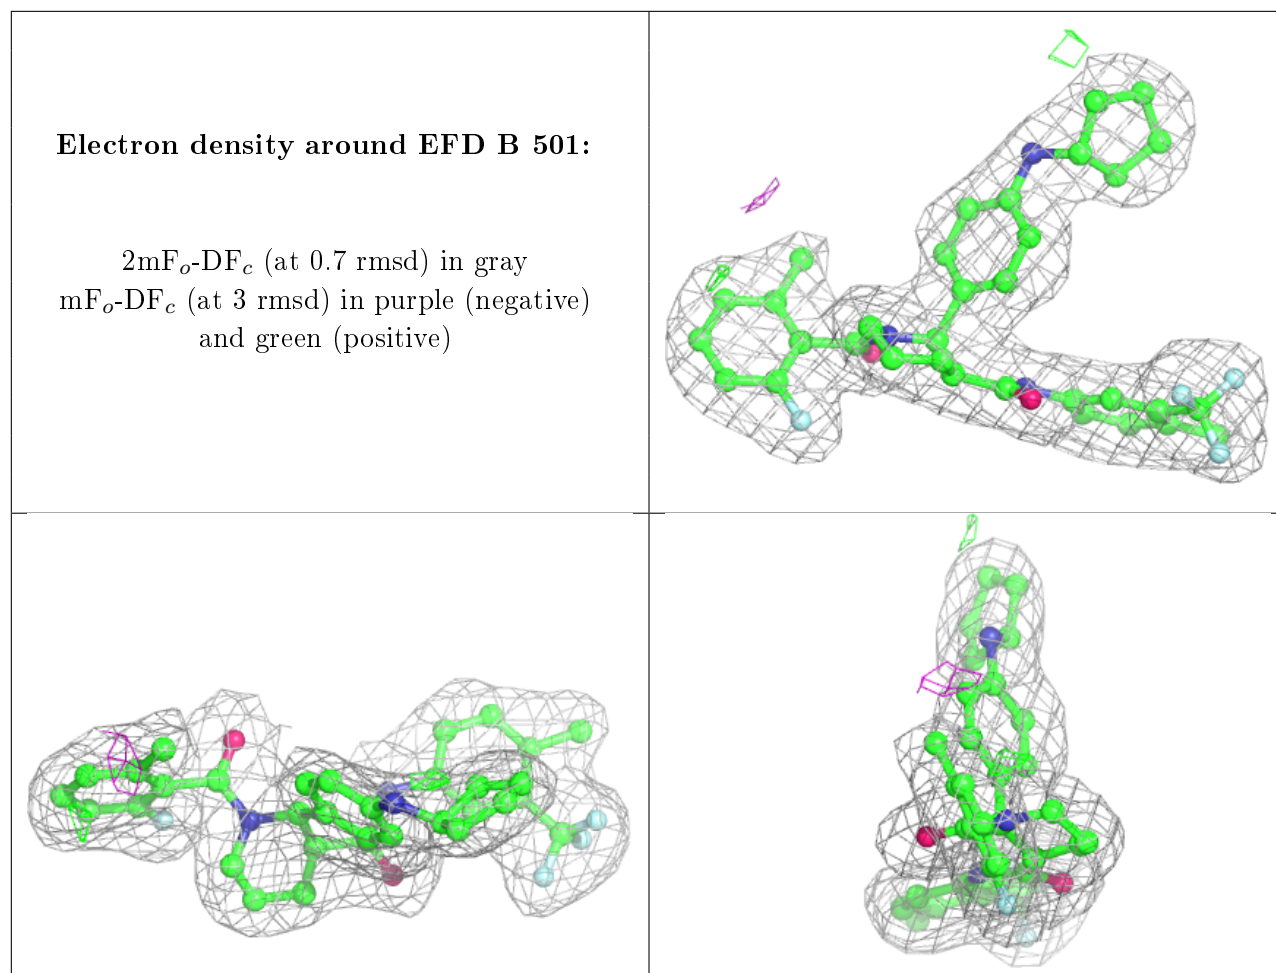 Electron density around EFD B 501:
2mFo-DFc (at 0.7 rmsd) in gray
mFo-DFc (at 3 rmsd) in purple (negative)
and green (positive)